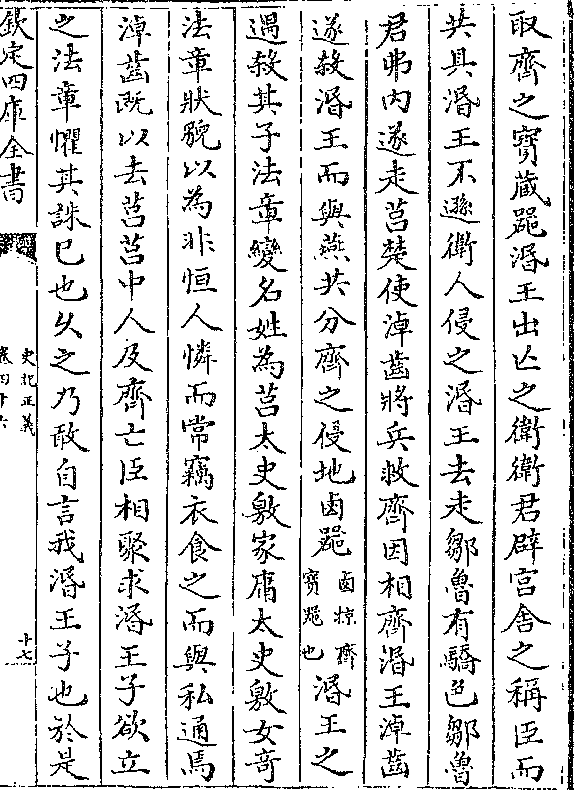 取齊之寳蔵器湣王出亡之衛衛君辟宫舍之稱臣而
共具湣王不遜衛人侵之湣王去走鄒魯有驕色鄒魯
君弗内遂走莒楚使淖齒將兵救齊因相齊湣王淖齒
遂殺湣王而與燕共分齊之侵地鹵器鹵掠齊寳器也湣王之
遇殺其子法章變名姓為莒太史敫家庸太史敫女竒
法章狀貌以為非恒人憐而常竊衣食之而與私通焉
淖齒既以去莒莒中人及齊亡臣相聚求湣王子欲立
之法章懼其誅已也久之乃敢自言我湣王子也於是
欽定四庫全書
史記正義
卷四十六
十七